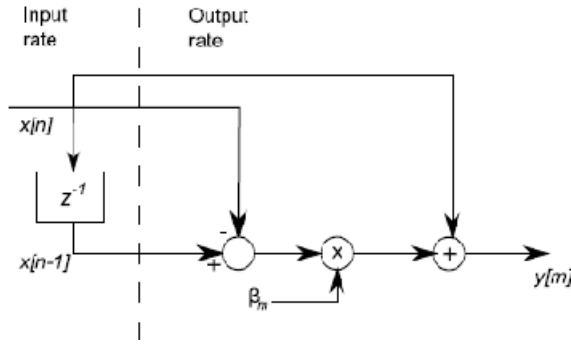 Input
rate
Output
rate
x[n]
z⁻¹
-
x[n-1]
+
x
+
y[m]
βₘ